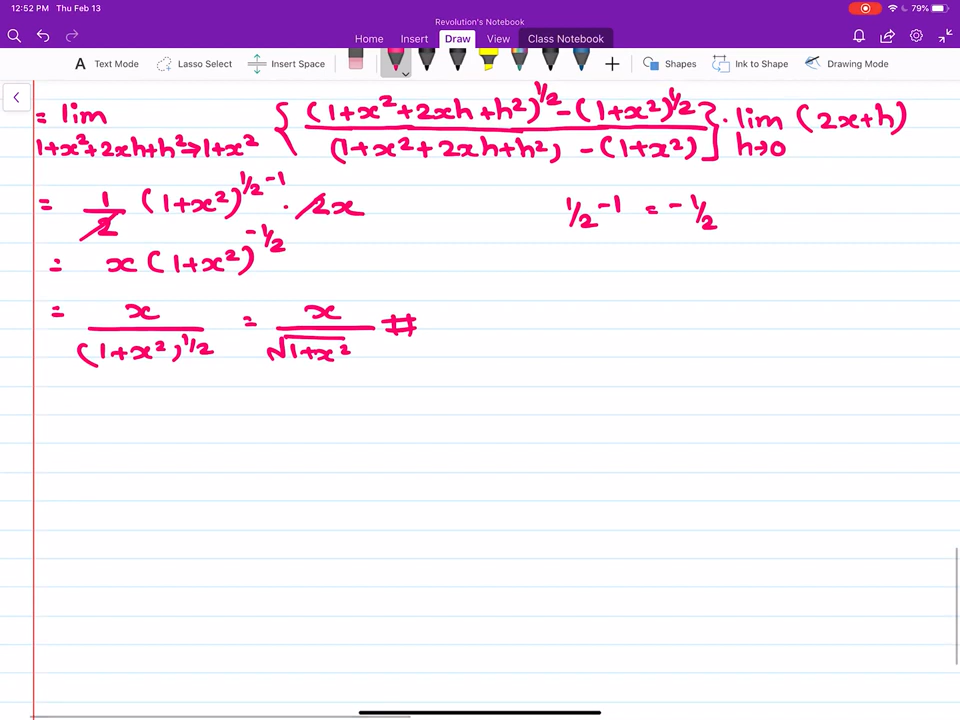 12:52 PM Thu Feb 13
79%
Revolution's Notebook
Home Insert Draw View Class Notebook
Text Mode Lasso Select Insert Space Shapes Ink to Shape Drawing Mode
= lim {(1+x²+2xh+h²)^1/2 - (1+x²)^1/2 / (1+x²+2xh+h²) - (1+x²)} · lim (2x+h)
1+x²+2xh+h²→1+x² h→0
= 1/2 (1+x²)^1/2-1 · 2x 1/2 -1 = -1/2
= x(1+x²)^-1/2
= x/(1+x²)^1/2 = x/√1+x² #